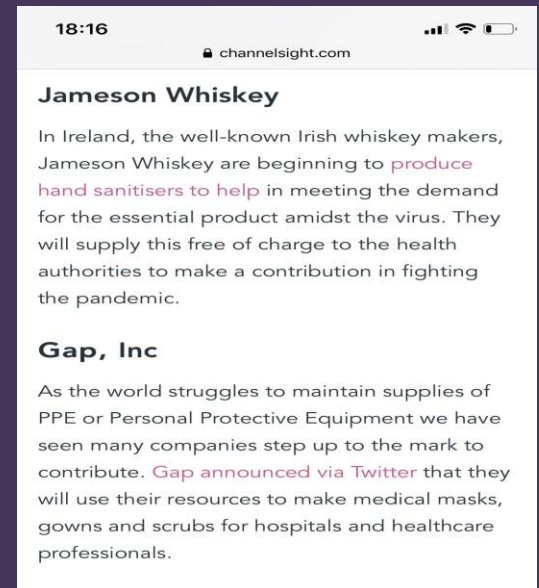 18:16
channelsight.com
Jameson Whiskey
In Ireland, the well-known Irish whiskey makers,
Jameson Whiskey are beginning to produce
hand sanitisers to help in meeting the demand
for the essential product amidst the virus. They
will supply this free of charge to the health
authorities to make a contribution in fighting
the pandemic.
Gap, Inc
As the world struggles to maintain supplies of
PPE or Personal Protective Equipment we have
seen many companies step up to the mark to
contribute. Gap announced via Twitter that they
will use their resources to make medical masks,
gowns and scrubs for hospitals and healthcare
professionals.